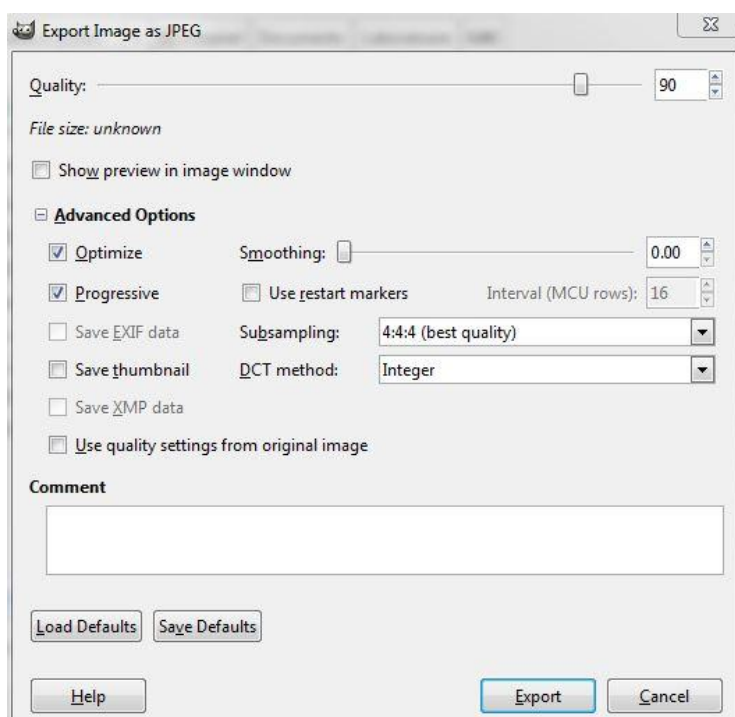 Export Image as JPEG
Quality: 90
File size: unknown
Show preview in image window
Advanced Options
Optimize Smoothing: 0.00
Progressive Use restart markers Interval (MCU rows): 16
Save EXIF data Subsampling: 4:4:4 (best quality)
Save thumbnail DCT method: Integer
Save XMP data
Use quality settings from original image
Comment
Load Defaults Save Defaults
Help Export Cancel